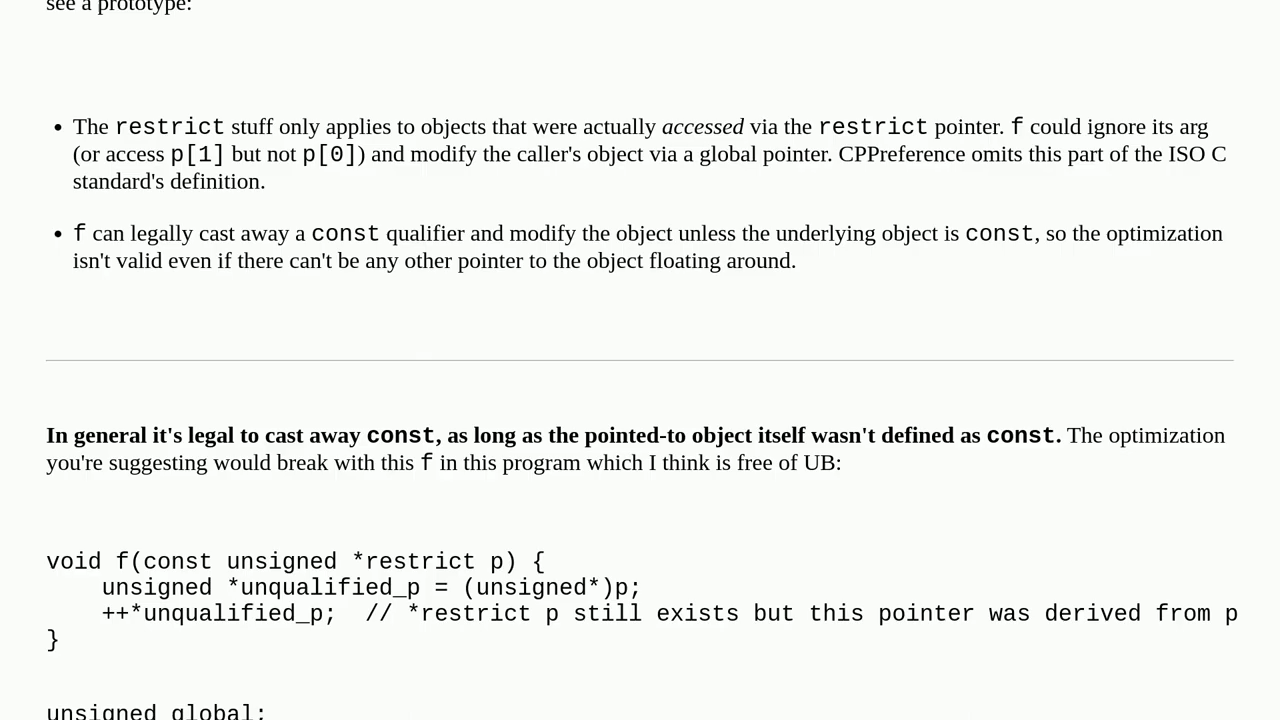 see a prototype:
• The restrict stuff only applies to objects that were actually accessed via the restrict pointer. f could ignore its arg
(or access p[1] but not p[0]) and modify the caller's object via a global pointer. CPPreference omits this part of the ISO C
standard's definition.
• f can legally cast away a const qualifier and modify the object unless the underlying object is const, so the optimization
isn't valid even if there can't be any other pointer to the object floating around.
In general it's legal to cast away const, as long as the pointed-to object itself wasn't defined as const. The optimization
you're suggesting would break with this f in this program which I think is free of UB:
void f(const unsigned *restrict p) {
    unsigned *unqualified_p = (unsigned*)p;
    ++*unqualified_p;  // *restrict p still exists but this pointer was derived from p
}
unsigned global;